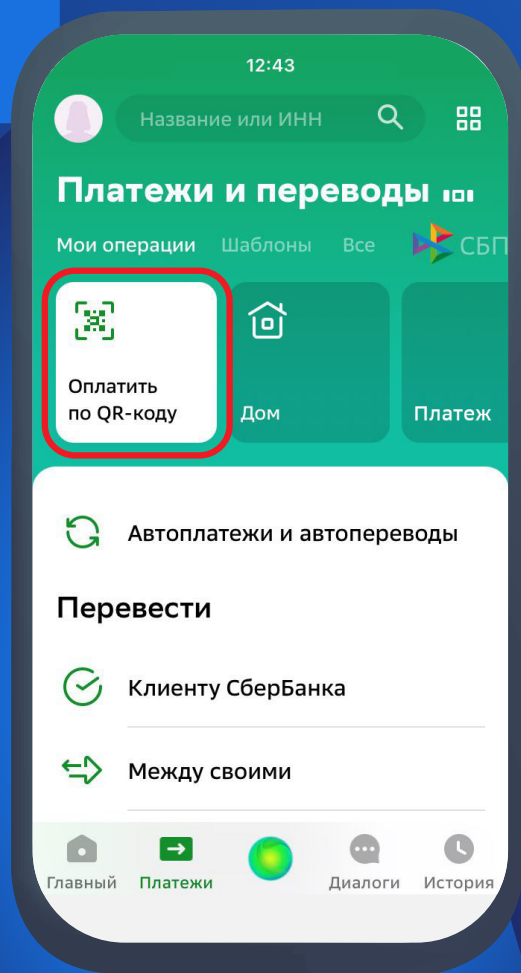 12:43
Название или ИНН
Платежи и переводы
Мои операции Шаблоны Все СБП
Оплатить
по QR-коду
Дом
Платеж
Автоплатежи и автопереводы
Перевести
Клиенту СберБанка
Между своими
Главный Платежи Диалоги История